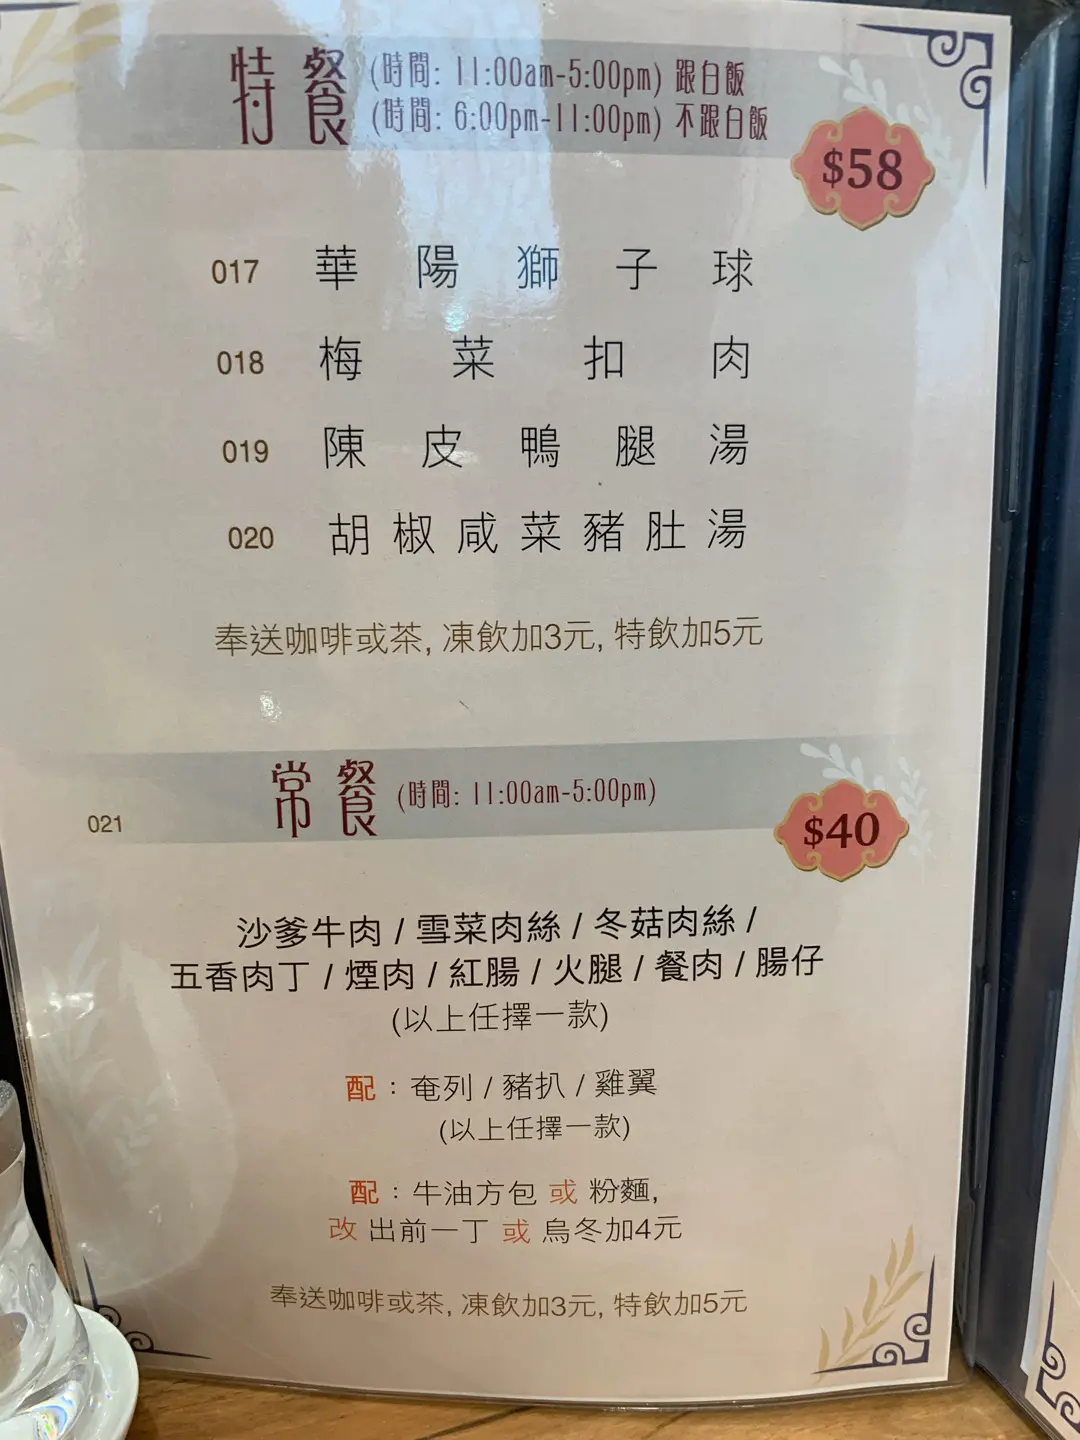 特餐 (時間: 11:00am-5:00pm) 跟白飯
(時間: 6:00pm-11:00pm) 不跟白飯
$58
017 華陽獅子球
018 梅菜扣肉
019 陳皮鴨腿湯
020 胡椒咸菜豬肚湯
奉送咖啡或茶, 凍飲加3元, 特飲加5元
021 常餐 (時間: 11:00am-5:00pm)
$40
沙爹牛肉 / 雪菜肉絲 / 冬菇肉絲 /
五香肉丁 / 煙肉 / 紅腸 / 火腿 / 餐肉 / 腸仔
(以上任擇一款)
配：奄列 / 豬扒 / 雞翼
(以上任擇一款)
配：牛油方包 或 粉麵,
改 出前一丁 或 烏冬加4元
奉送咖啡或茶, 凍飲加3元, 特飲加5元